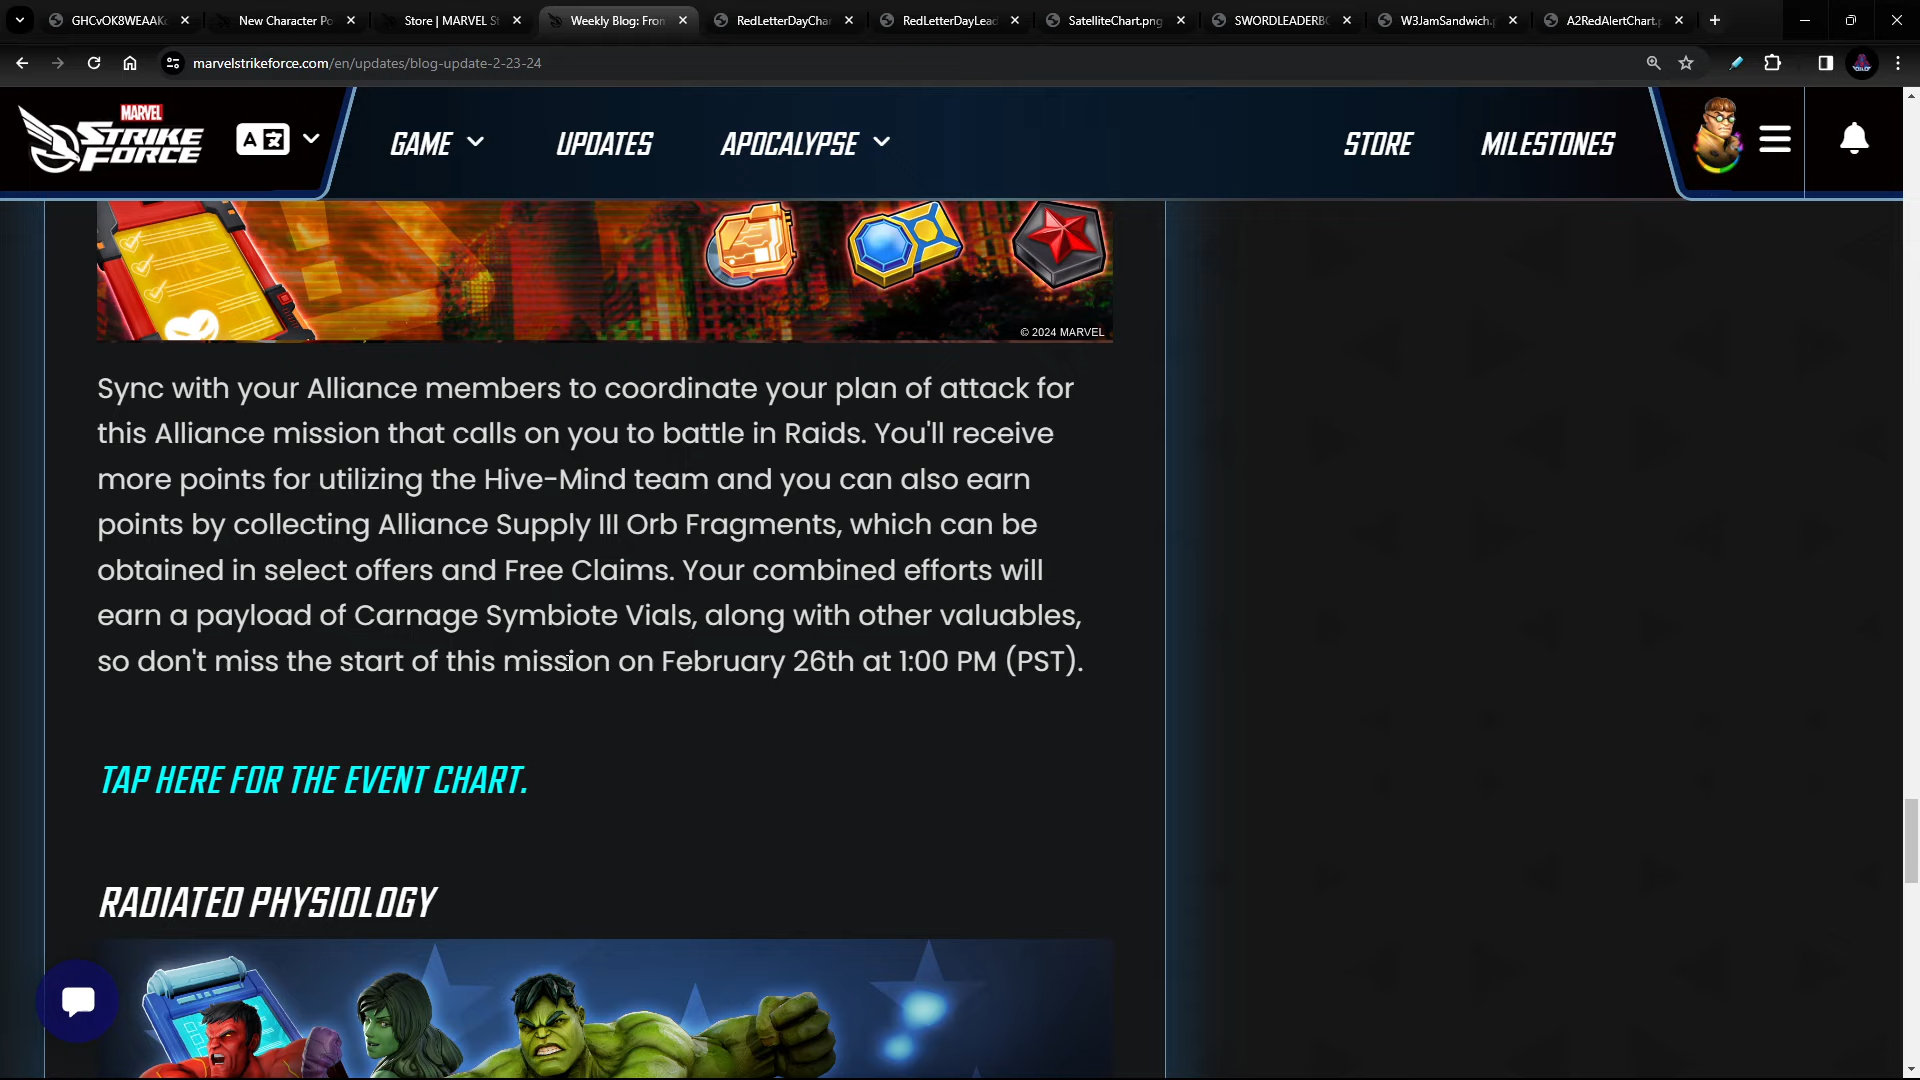 GHCvOK8WEAAKc
New Character Po
Store | MARVEL St
Weekly Blog: Fron
RedLetterDayChar
RedLetterDayLead
SatelliteChart.png
SWORDLEADERBO
W3JamSandwich.p
A2RedAlertChart.p
marvelstrikeforce.com/en/updates/blog-update-2-23-24
MARVEL
STRIKE
FORCE
GAME
UPDATES
APOCALYPSE
STORE
MILESTONES
© 2024 MARVEL
Sync with your Alliance members to coordinate your plan of attack for
this Alliance mission that calls on you to battle in Raids. You'll receive
more points for utilizing the Hive-Mind team and you can also earn
points by collecting Alliance Supply III Orb Fragments, which can be
obtained in select offers and Free Claims. Your combined efforts will
earn a payload of Carnage Symbiote Vials, along with other valuables,
so don't miss the start of this mission on February 26th at 1:00 PM (PST).
TAP HERE FOR THE EVENT CHART.
RADIATED PHYSIOLOGY